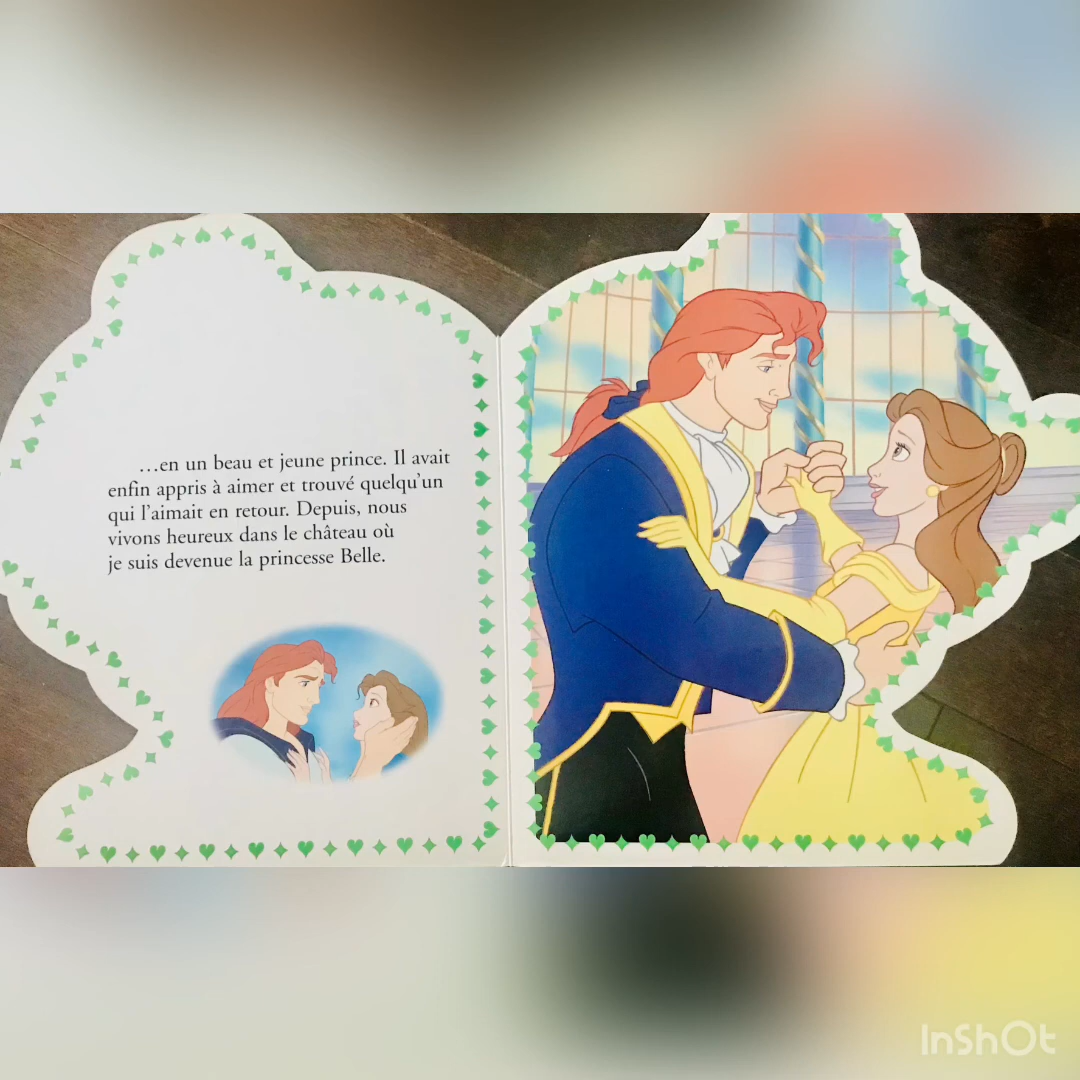 …en un beau et jeune prince. Il avait
enfin appris à aimer et trouvé quelqu'un
qui l'aimait en retour. Depuis, nous
vivons heureux dans le château où
je suis devenue la princesse Belle.
InShOt